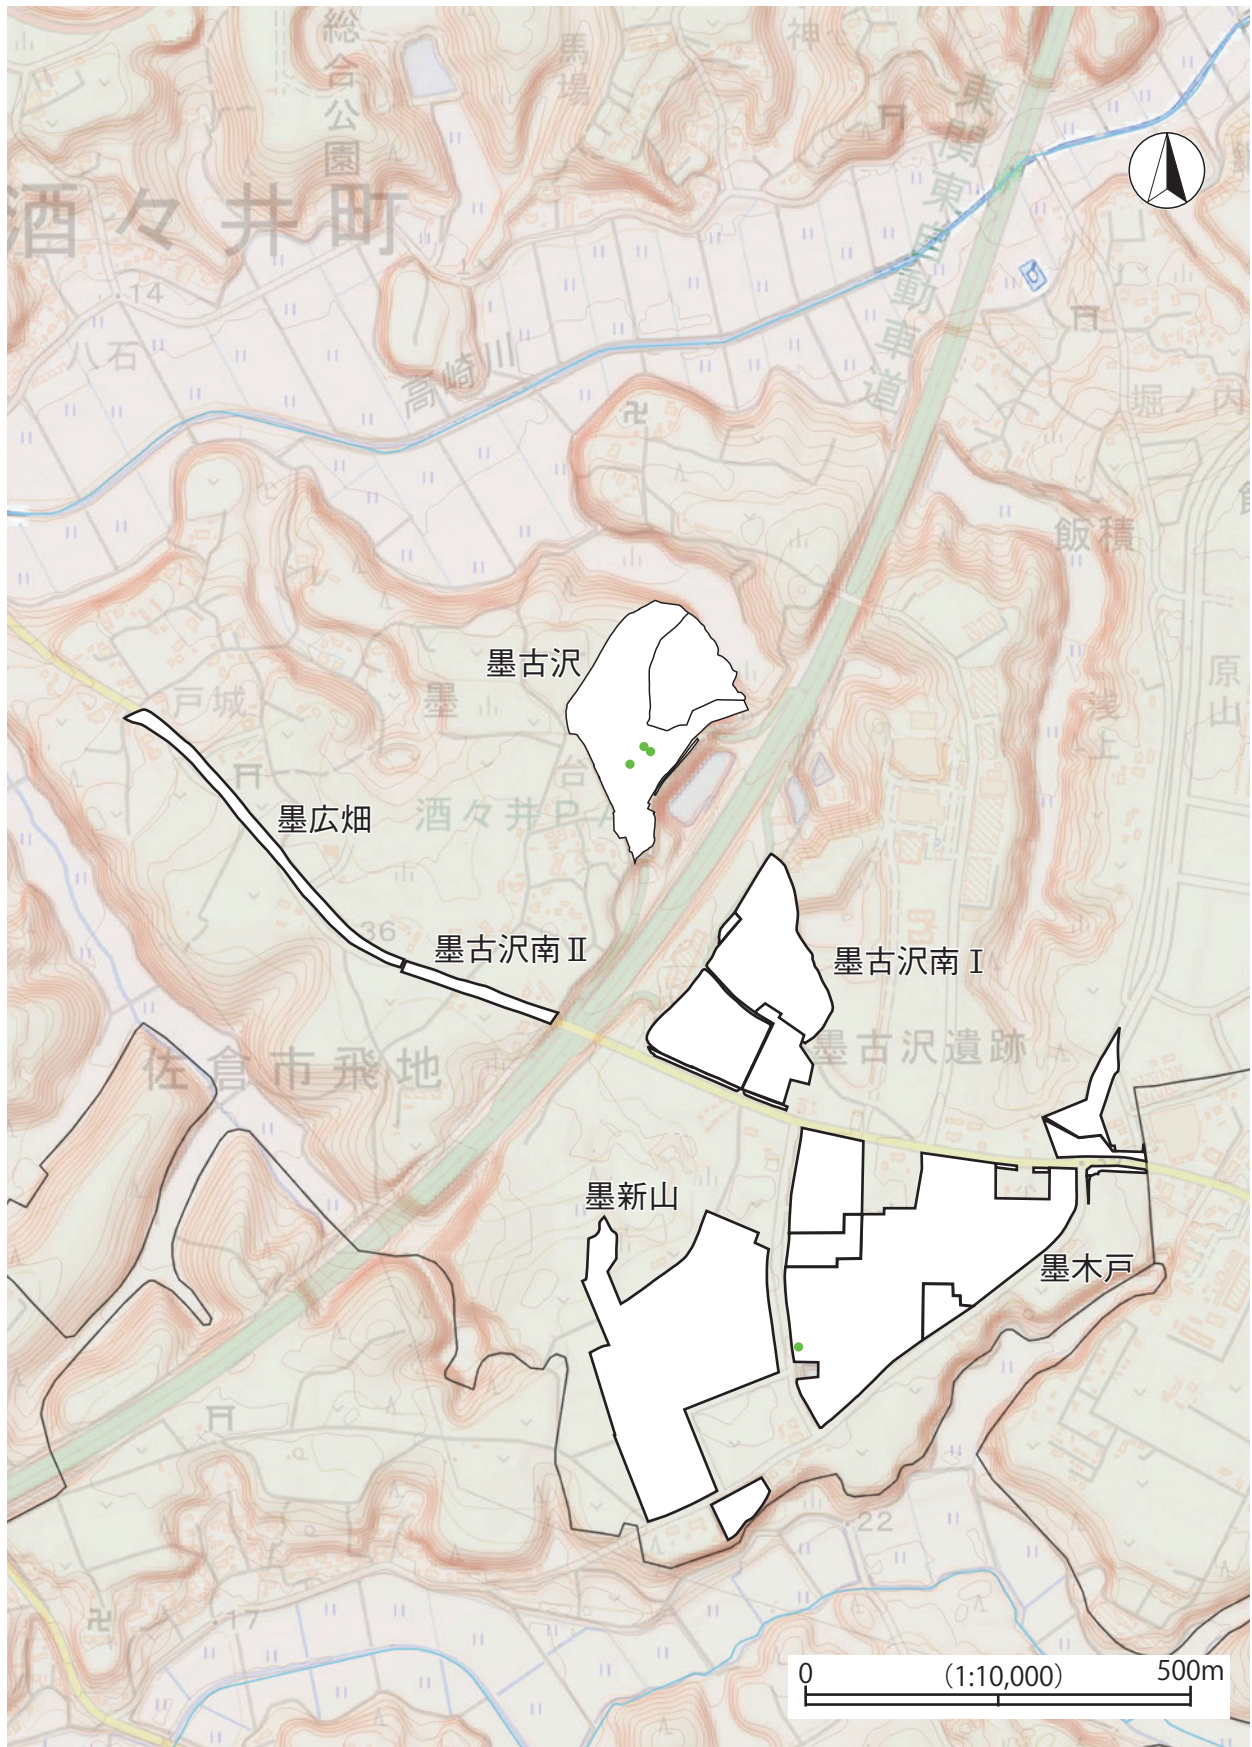 総合公園
馬場
神
東関東自動車道
酒々井町
14
八石
高崎川
堀ノ内
飯積
墨古沢
原山
戸城
墨
浅上
台
墨広畑
酒々井PA
36
墨古沢南Ⅱ
墨古沢南Ⅰ
墨古沢遺跡
佐倉市飛地
墨新山
墨木戸
22
17
0 (1:10,000) 500m